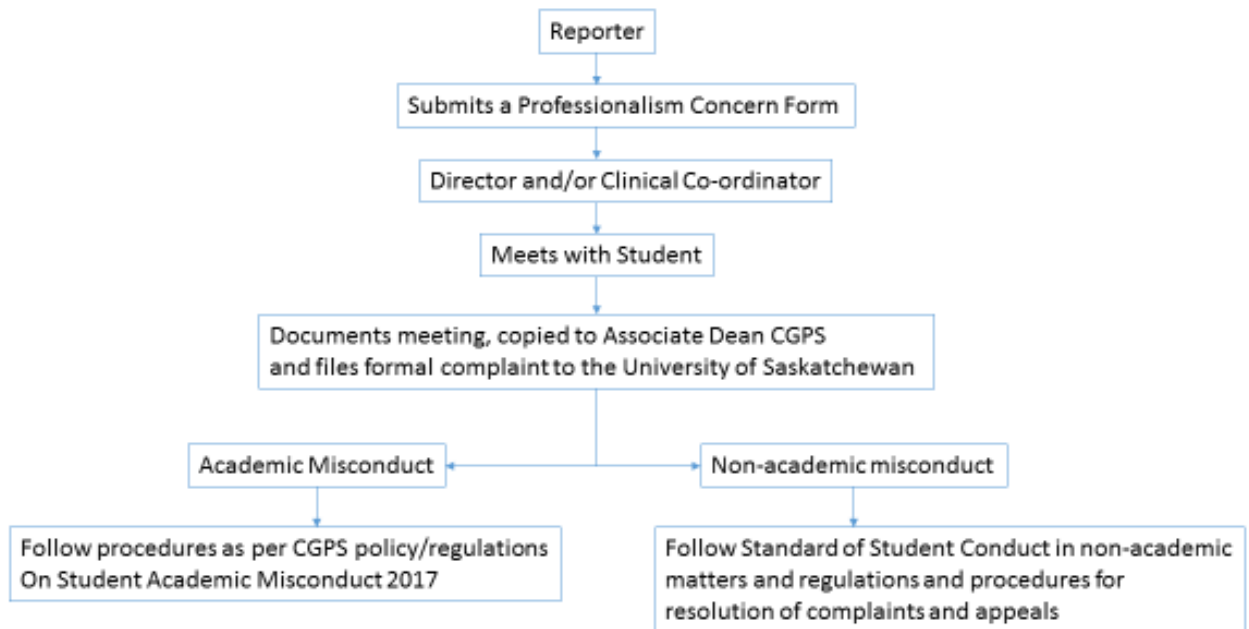 Reporter
Submits a Professionalism Concern Form
Director and/or Clinical Co-ordinator
Meets with Student
Documents meeting, copied to Associate Dean CGPS
and files formal complaint to the University of Saskatchewan
Academic Misconduct
Non-academic misconduct
Follow procedures as per CGPS policy/regulations
On Student Academic Misconduct 2017
Follow Standard of Student Conduct in non-academic
matters and regulations and procedures for
resolution of complaints and appeals